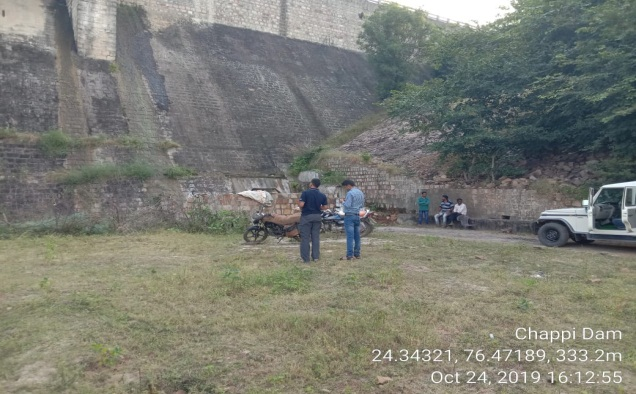 Chappi Dam
24.34321, 76.47189, 333.2m
Oct 24, 2019 16:12:55